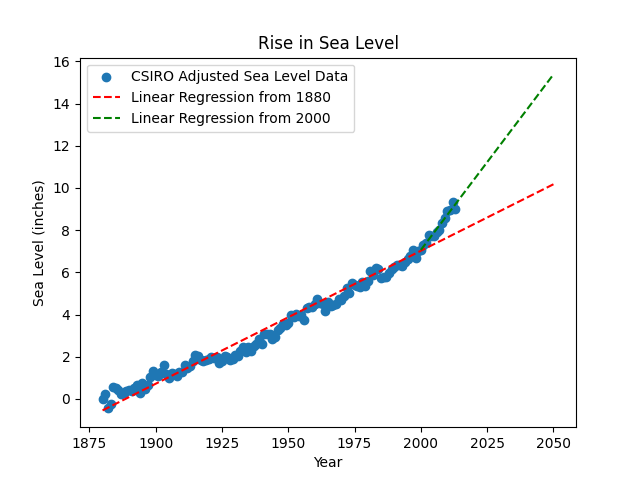 Rise in Sea Level
CSIRO Adjusted Sea Level Data
Linear Regression from 1880
Linear Regression from 2000
Sea Level (inches)
16
14
12
10
8
6
4
2
0
1875 1900 1925 1950 1975 2000 2025 2050
Year